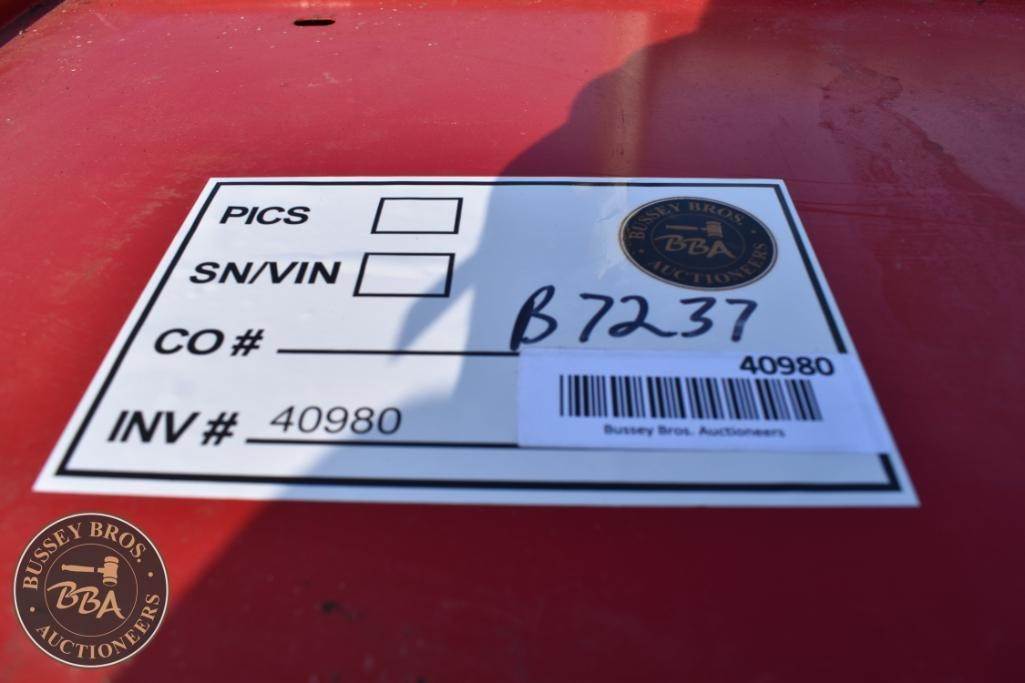 PICS
BUSSEY BROS.
BBA
AUCTIONEERS
SN/VIN
B7237
CO #
40980
INV # 40980
Bussey Bros. Auctioneers
BUSSEY BROS.
BBA
AUCTIONEERS